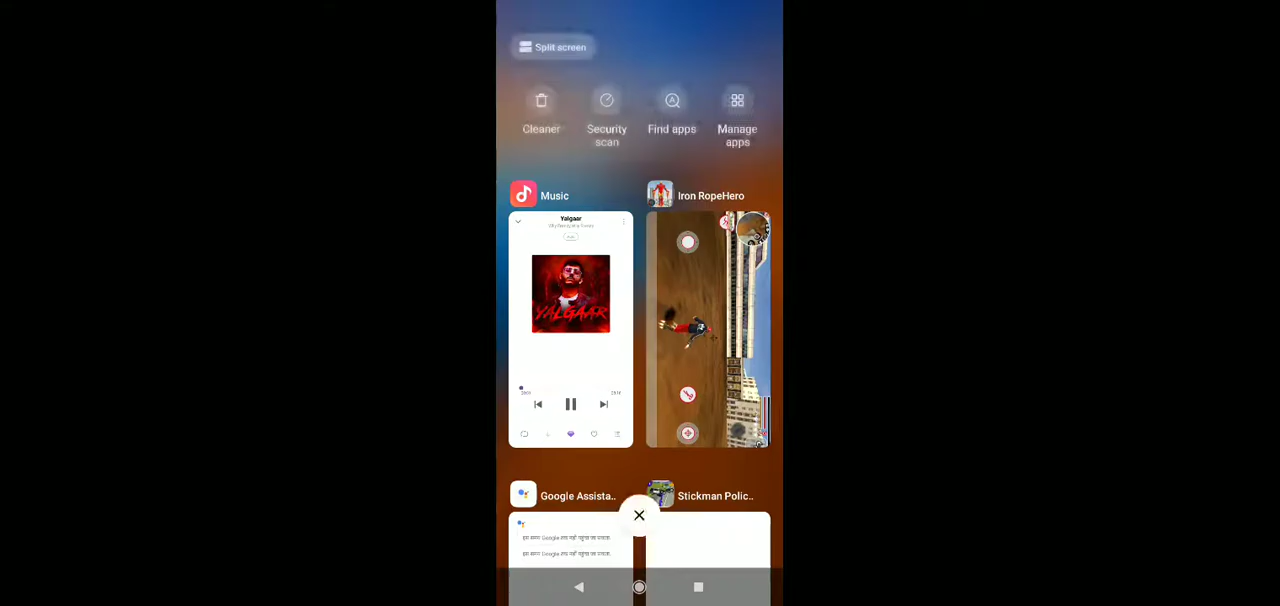 Split screen
Cleaner
Security
scan
Find apps
Manage
apps
Music
Iron RopeHero
Yalgaar
YALGAAR
Google Assista..
Stickman Polic..